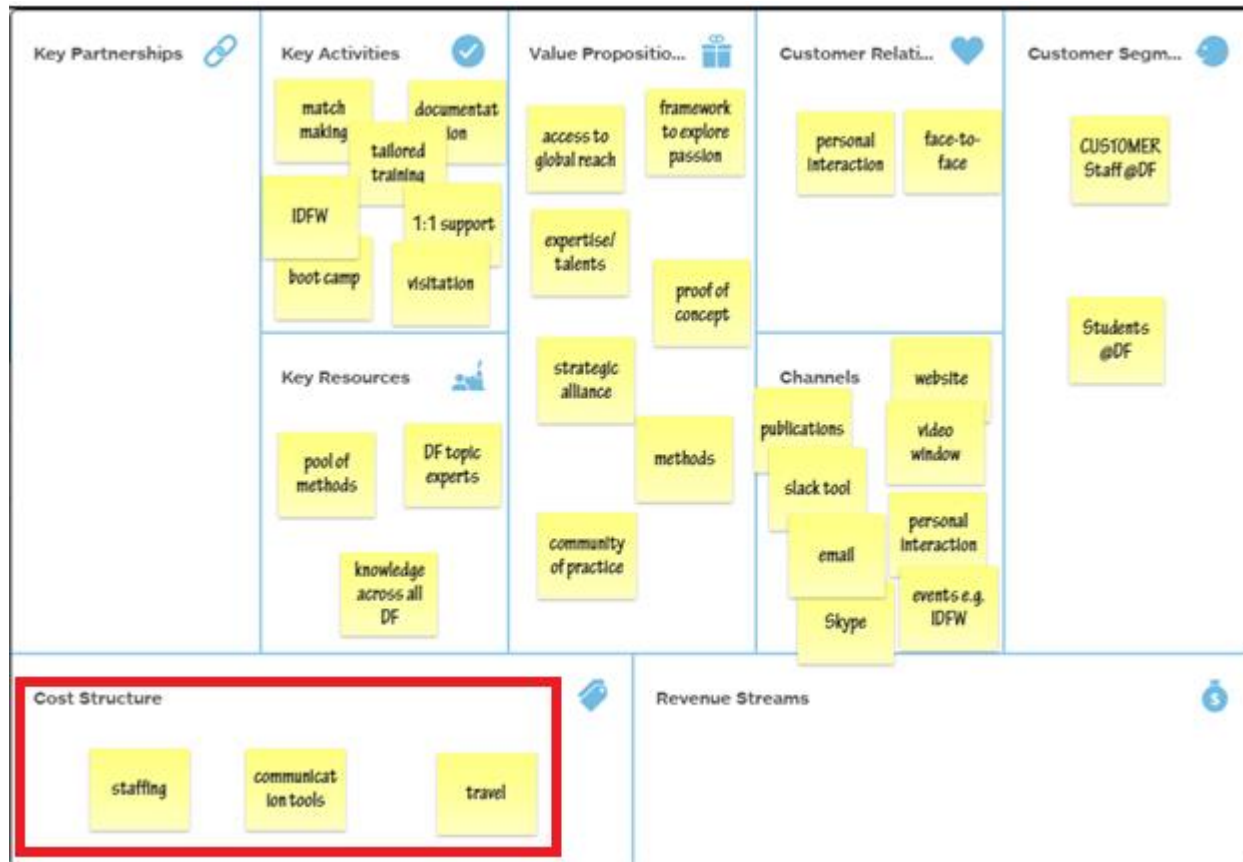 Key Partnerships
Key Activities
match
making
documentat
ion
tailored
training
IDFW
1:1 support
boot camp
visitation
Key Resources
pool of
methods
DF topic
experts
knowledge
across all
DF
Value Propositio...
access to
global reach
framework
to explore
passion
expertise/
talents
proof of
concept
strategic
alliance
methods
community
of practice
Customer Relati...
personal
interaction
face-to-
face
Channels
website
publications
video
window
slack tool
personal
interaction
email
events e.g.
IDFW
Skype
Customer Segm...
CUS1OMER
Staff@DF
Students
@DF
Cost Structure
staffing
communicat
ion tools
travel
Revenue Streams
$